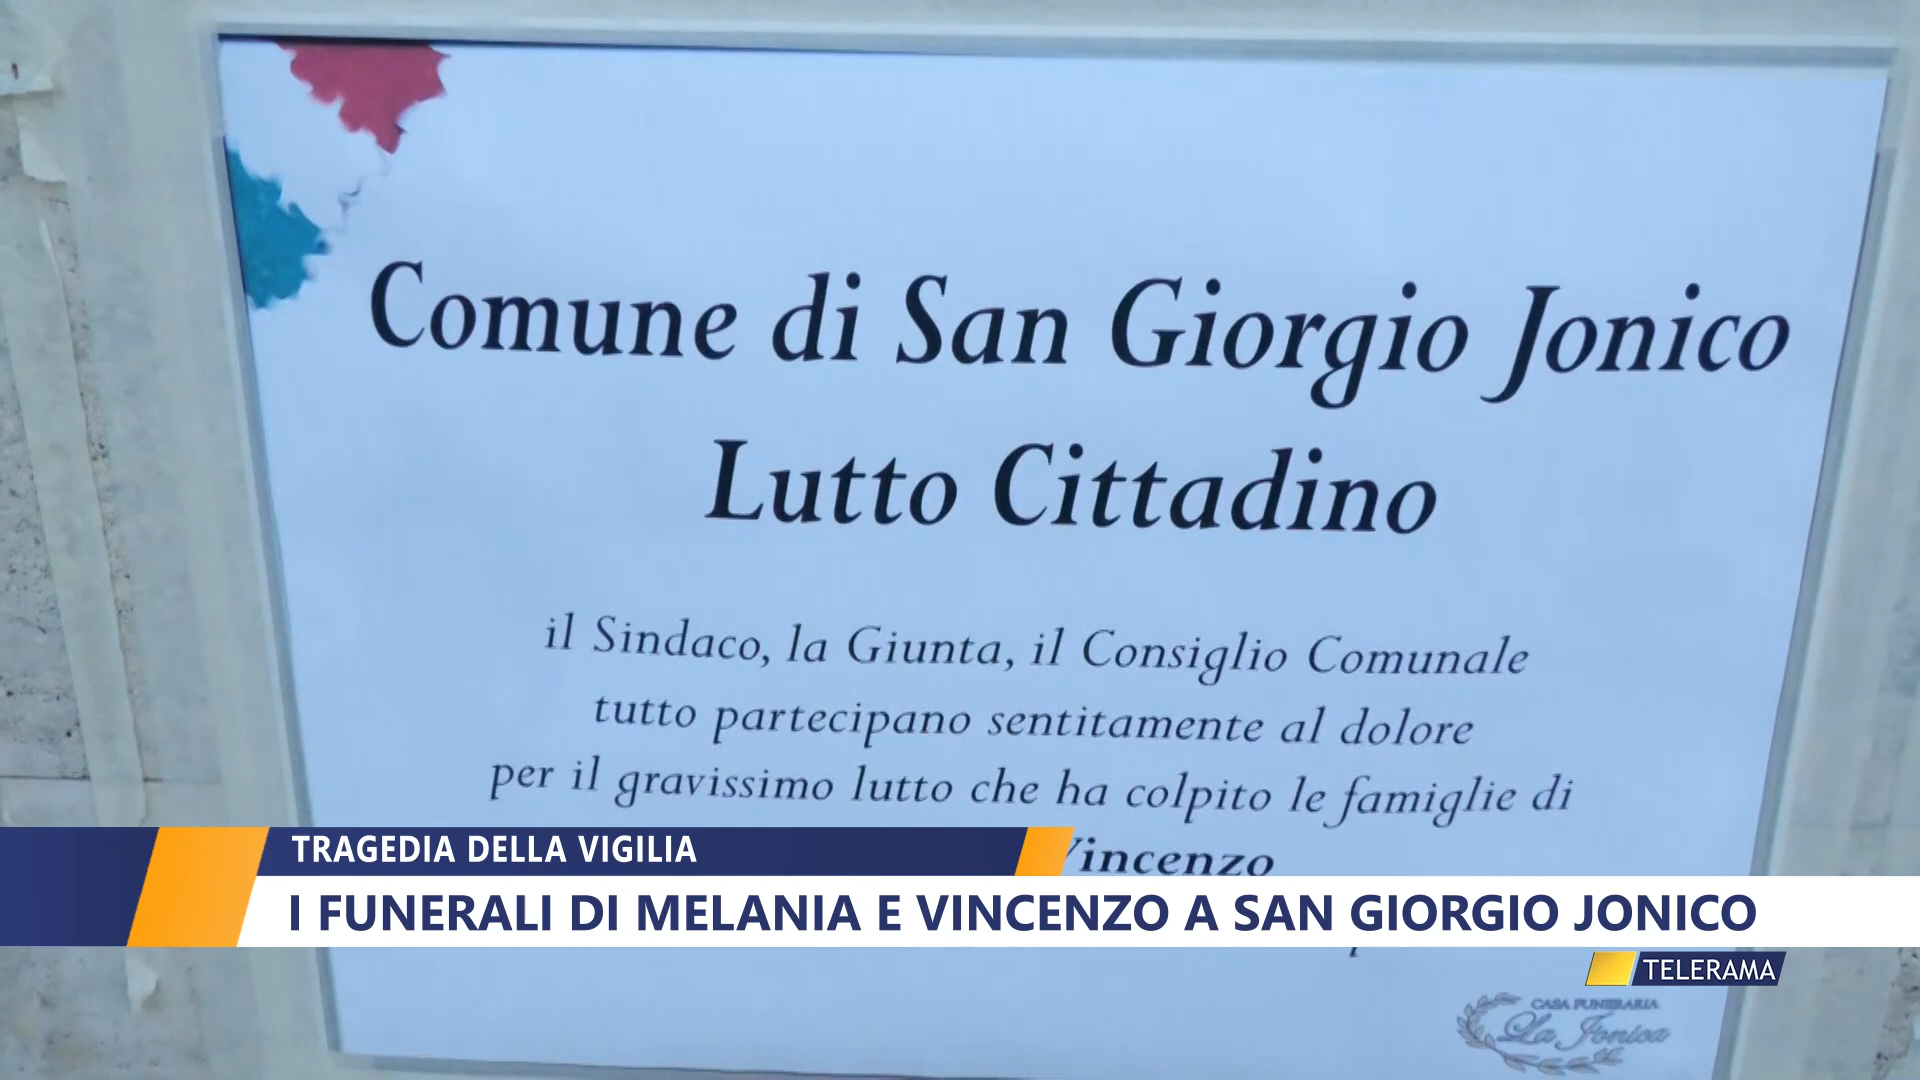 Comune di San Giorgio Jonico
Lutto Cittadino
il Sindaco, la Giunta, il Consiglio Comunale
tutto partecipano sentitamente al dolore
per il gravissimo lutto che ha colpito le famiglie di
Vincenzo
TRAGEDIA DELLA VIGILIA
I FUNERALI DI MELANIA E VINCENZO A SAN GIORGIO JONICO
TELERAMA
CASA FUNERARIA
La Jonica